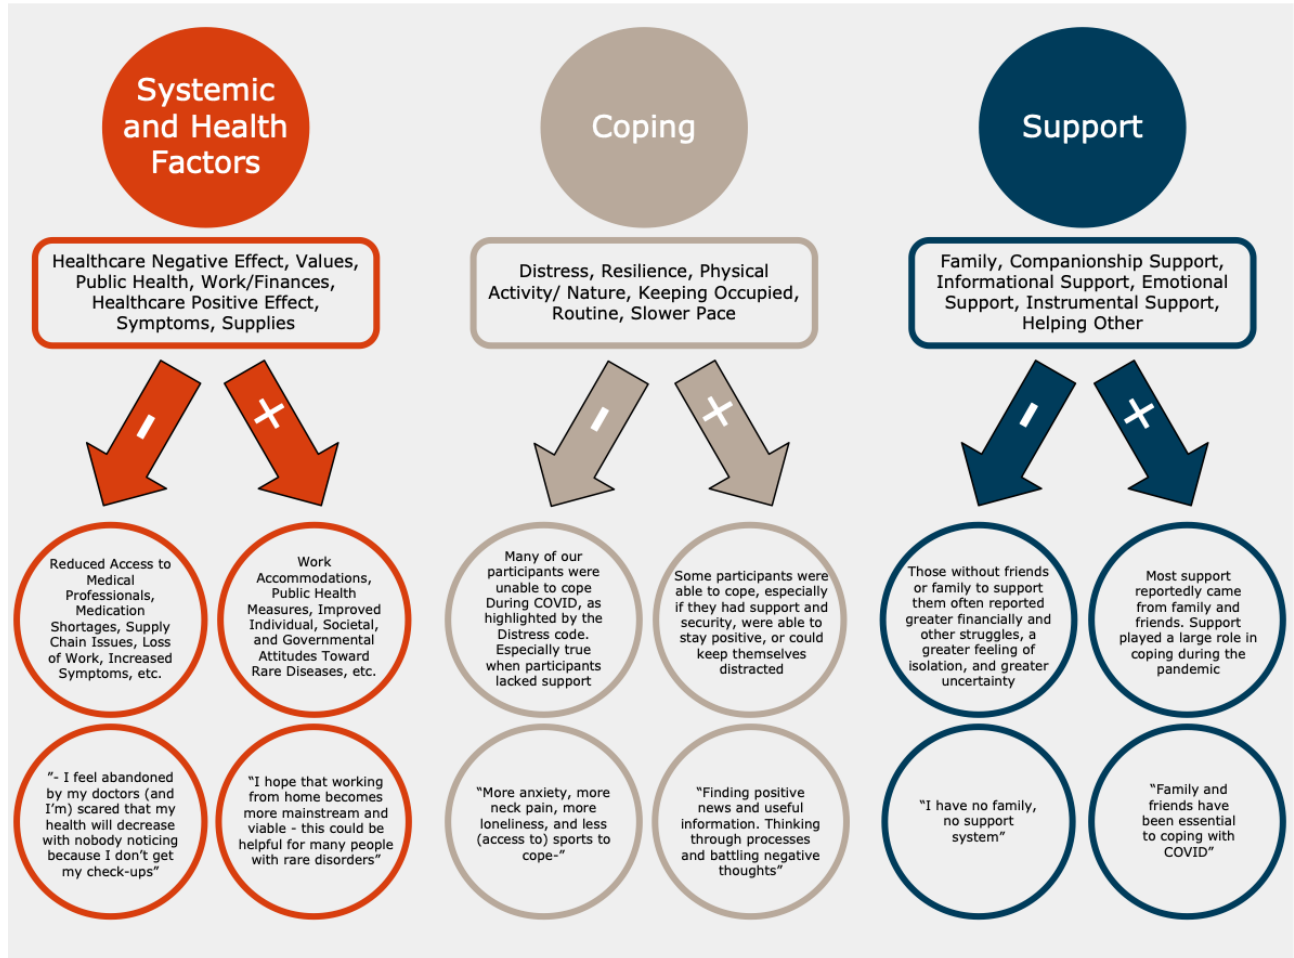 Systemic
and Health
Factors
Healthcare Negative Effect, Values,
Public Health, Work/Finances,
Healthcare Positive Effect,
Symptoms, Supplies
-
+
Reduced Access to
Medical
Professionals,
Medication
Shortages, Supply
Chain Issues, Loss
of Work, Increased
Symptoms, etc.
Work
Accommodations,
Public Health
Measures, Improved
Individual, Societal,
and Governmental
Attitudes Toward
Rare Diseases, etc.
”- I feel abandoned
by my doctors (and
I’m) scared that my
health will decrease
with nobody noticing
because I don’t get
my check-ups”
“I hope that working
from home becomes
more mainstream and
viable - this could be
helpful for many people
with rare disorders”
Coping
Distress, Resilience, Physical
Activity/ Nature, Keeping Occupied,
Routine, Slower Pace
-
+
Many of our
participants were
unable to cope
During COVID, as
highlighted by the
Distress code.
Especially true
when participants
lacked support
Some participants were
able to cope, especially
if they had support and
security, were able to
stay positive, or could
keep themselves
distracted
“More anxiety, more
neck pain, more
loneliness, and less
(access to) sports to
cope-”
“Finding positive
news and useful
information. Thinking
through processes
and battling negative
thoughts”
Support
Family, Companionship Support,
Informational Support, Emotional
Support, Instrumental Support,
Helping Other
-
+
Those without friends
or family to support
them often reported
greater financially and
other struggles, a
greater feeling of
isolation, and greater
uncertainty
Most support
reportedly came
from family and
friends. Support
played a large role in
coping during the
pandemic
“I have no family,
no support
system”
“Family and
friends have
been essential
to coping with
COVID”